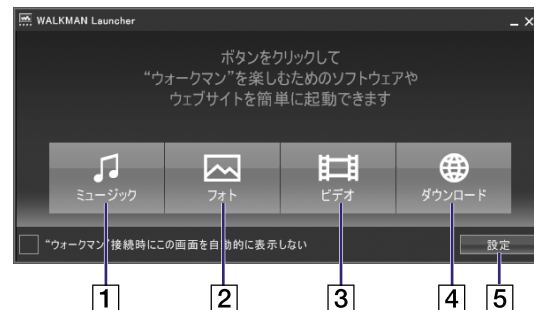 WALKMAN Launcher
ボタンをクリックして
“ウォークマン”を楽しむためのソフトウェアや
ウェブサイトを簡単に起動できます
ミュージック
フォト
ビデオ
ダウンロード
“ウォークマン”接続時にこの画面を自動的に表示しない
設定
1
2
3
4
5